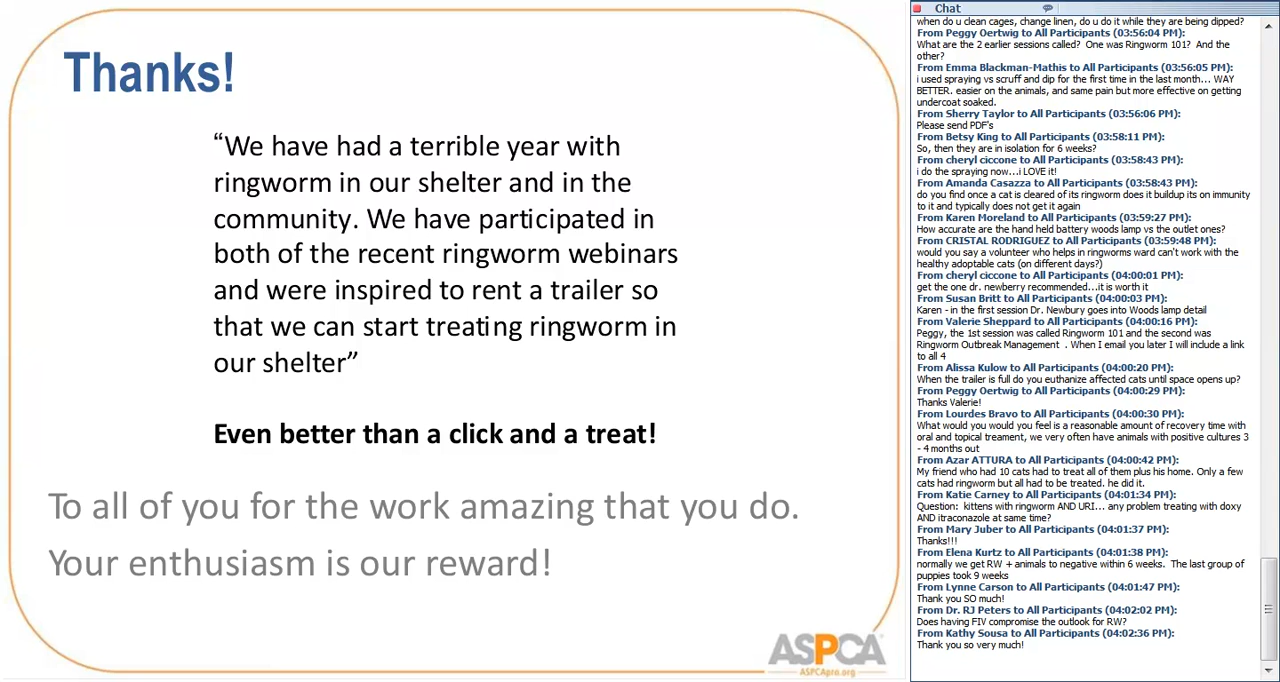 Thanks!
“We have had a terrible year with
ringworm in our shelter and in the
community. We have participated in
both of the recent ringworm webinars
and were inspired to rent a trailer so
that we can start treating ringworm in
our shelter”
Even better than a click and a treat!
To all of you for the work amazing that you do.
Your enthusiasm is our reward!
ASPCA
ASPCApro.org
Chat
when do u clean cages, change linen, do u do it while they are being dipped?
From Peggy Oertwig to All Participants (03:56:04 PM):
What are the 2 earlier sessions called?  One was Ringworm 101?  And the
other?
From Emma Blackman-Mathis to All Participants (03:56:05 PM):
i used spraying vs scruff and dip for the first time in the last month... WAY
BETTER. easier on the animals, and same pain but more effective on getting
undercoat soaked.
From Sherry Taylor to All Participants (03:56:06 PM):
Please send PDF's
From Betsy King to All Participants (03:58:11 PM):
So, then they are in isolation for 6 weeks?
From cheryl ciccone to All Participants (03:58:43 PM):
i do the spraying now...i LOVE it!
From Amanda Casazza to All Participants (03:58:43 PM):
do you find once a cat is cleared of its ringworm does it buildup its on immunity
to it and typically does not get it again
From Karen Moreland to All Participants (03:59:27 PM):
How accurate are the hand held battery woods lamp vs the outlet ones?
From CRISTAL RODRIGUEZ to All Participants (03:59:48 PM):
would you say a volunteer who helps in ringworms ward can't work with the
healthy adoptable cats (on different days?)
From cheryl ciccone to All Participants (04:00:01 PM):
get the one dr. newberry recommended...it is worth it
From Susan Britt to All Participants (04:00:03 PM):
Karen - in the first session Dr. Newbury goes into Woods lamp detail
From Valerie Sheppard to All Participants (04:00:16 PM):
Peggy, the 1st session was called Ringworm 101 and the second was
Ringworm Outbreak Management  . When I email you later I will include a link
to all 4
From Alissa Kulow to All Participants (04:00:20 PM):
When the trailer is full do you euthanize affected cats until space opens up?
From Peggy Oertwig to All Participants (04:00:29 PM):
Thanks Valerie!
From Lourdes Bravo to All Participants (04:00:30 PM):
What would you would you feel is a reasonable amount of recovery time with
oral and topical treament, we very often have animals with positive cultures 3
- 4 months out
From Azar ATTURA to All Participants (04:00:42 PM):
My friend who had 10 cats had to treat all of them plus his home. Only a few
cats had ringworm but all had to be treated. he did it.
From Katie Carney to All Participants (04:01:34 PM):
Question:  kittens with ringworm AND URI... any problem treating with doxy
AND itraconazole at same time?
From Mary Juber to All Participants (04:01:37 PM):
Thanks!!!
From Elena Kurtz to All Participants (04:01:38 PM):
normally we get RW + animals to negative within 6 weeks.  The last group of
puppies took 9 weeks
From Lynne Carson to All Participants (04:01:47 PM):
Thank you SO much!
From Dr. RJ Peters to All Participants (04:02:02 PM):
Does having FIV compromise the outlook for RW?
From Kathy Sousa to All Participants (04:02:36 PM):
Thank you so very much!